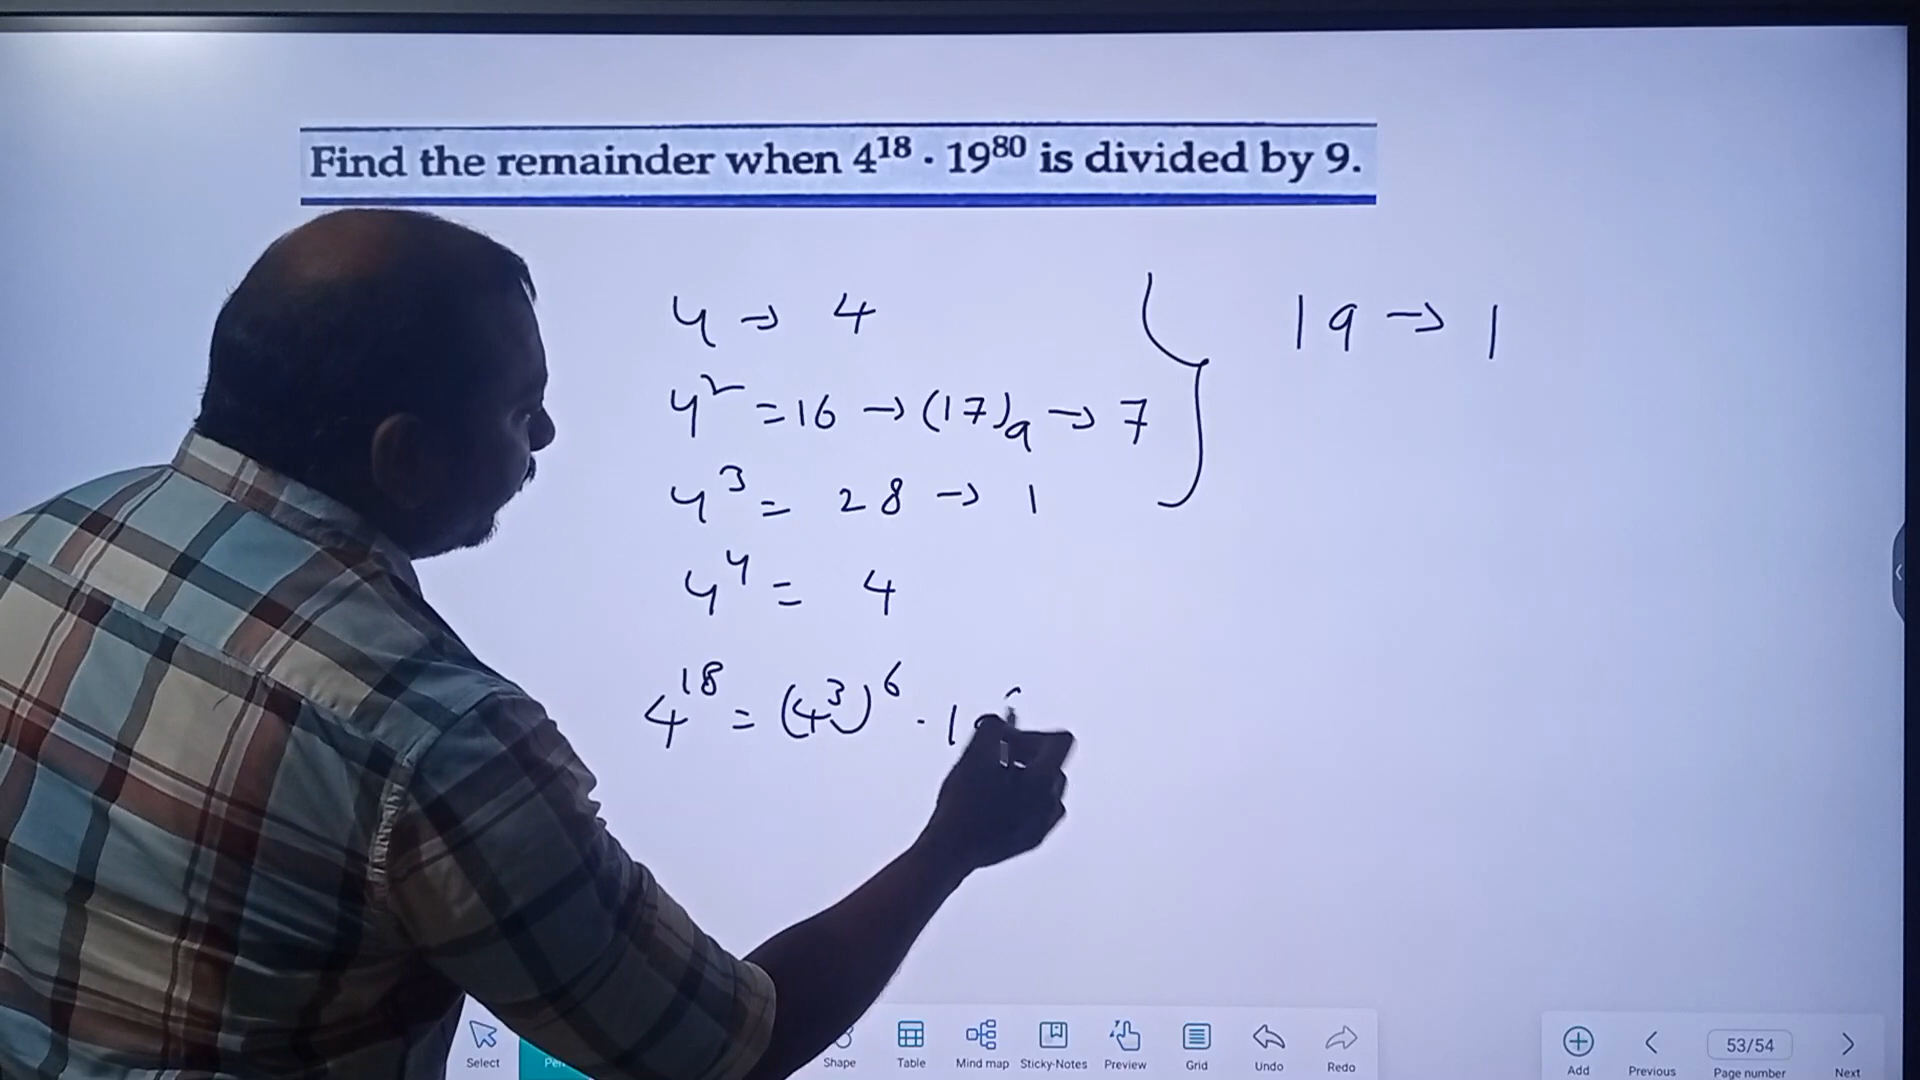 Find the remainder when 4¹⁸ · 19⁸⁰ is divided by 9.
4 → 4
19 → 1
4² = 16 → (17)₉ → 7
4³ = 28 → 1
4⁴ = 4
4¹⁸ = (4³)⁶ · 1
Select
Shape
Table
Mind map
Sticky-Notes
Preview
Grid
Undo
Redo
Add
Previous
53/54
Page number
Next